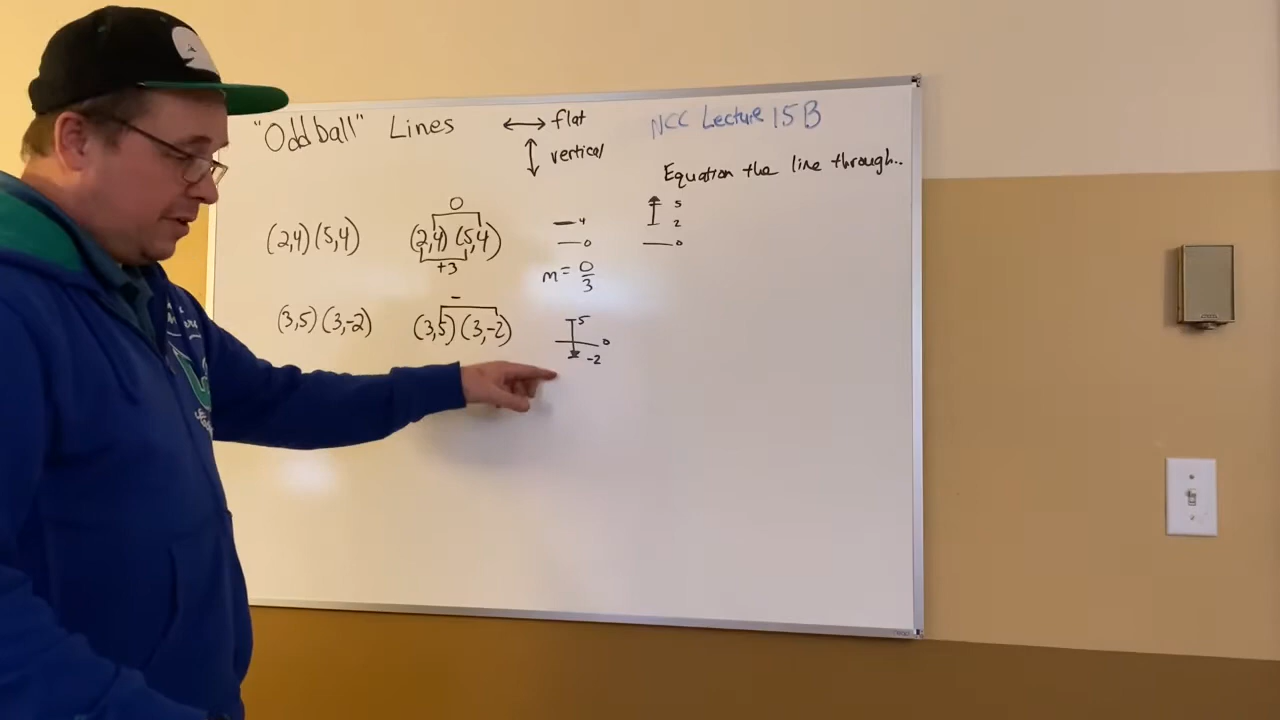 "Oddball" Lines
↔ flat
↕ vertical
NCC Lecture 15B
Equation the line through..
(2,4) (5,4)
0
(2,4) (5,4)
+3
4
0
m = 0/3
5
2
0
(3,5) (3,-2)
-
(3,5) (3,-2)
5
0
-2